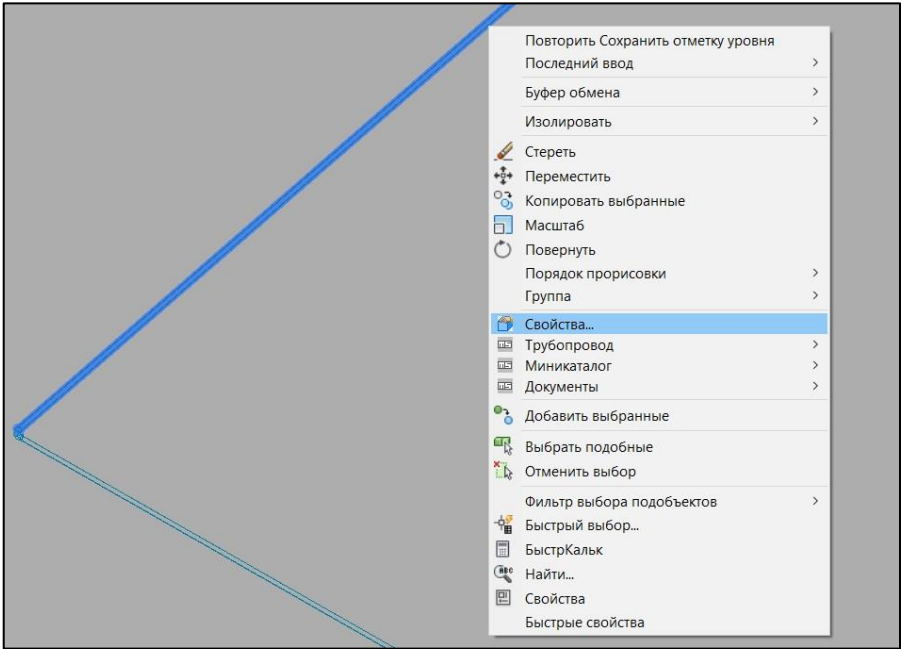 Повторить Сохранить отметку уровня
Последний ввод
Буфер обмена
Изолировать
Стереть
Переместить
Копировать выбранные
Масштаб
Повернуть
Порядок прорисовки
Группа
Свойства...
Трубопровод
Миникаталог
Документы
Добавить выбранные
Выбрать подобные
Отменить выбор
Фильтр выбора подобъектов
Быстрый выбор...
БыстрКальк
Найти...
Свойства
Быстрые свойства